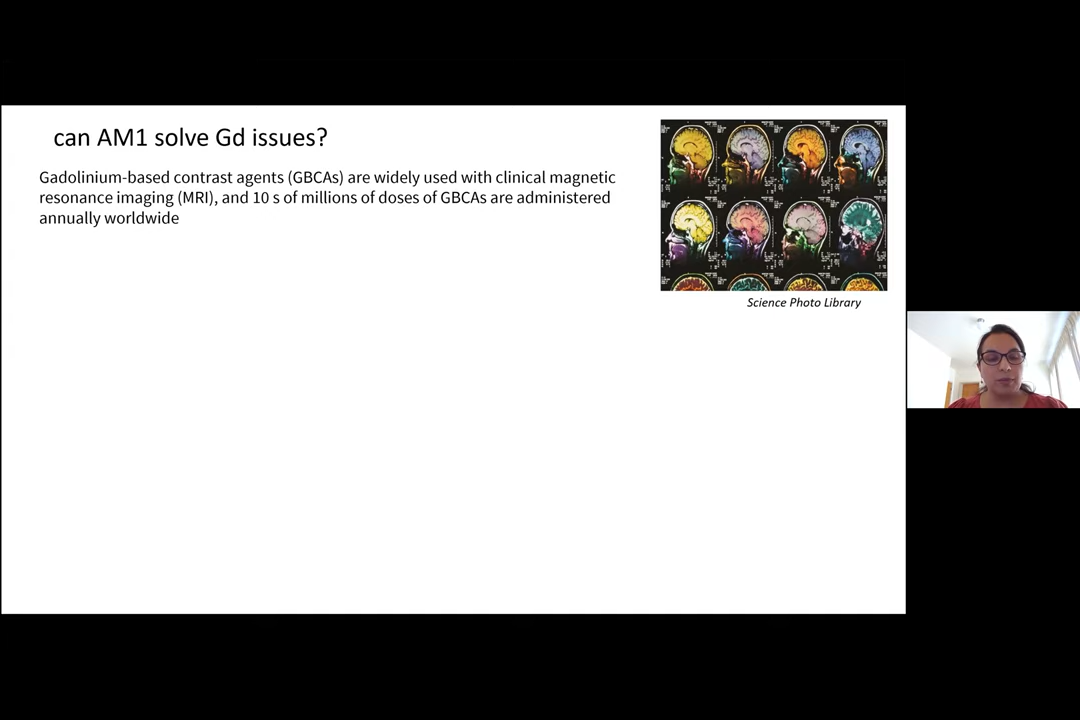 can AM1 solve Gd issues?
Gadolinium-based contrast agents (GBCAs) are widely used with clinical magnetic
resonance imaging (MRI), and 10 s of millions of doses of GBCAs are administered
annually worldwide
Science Photo Library